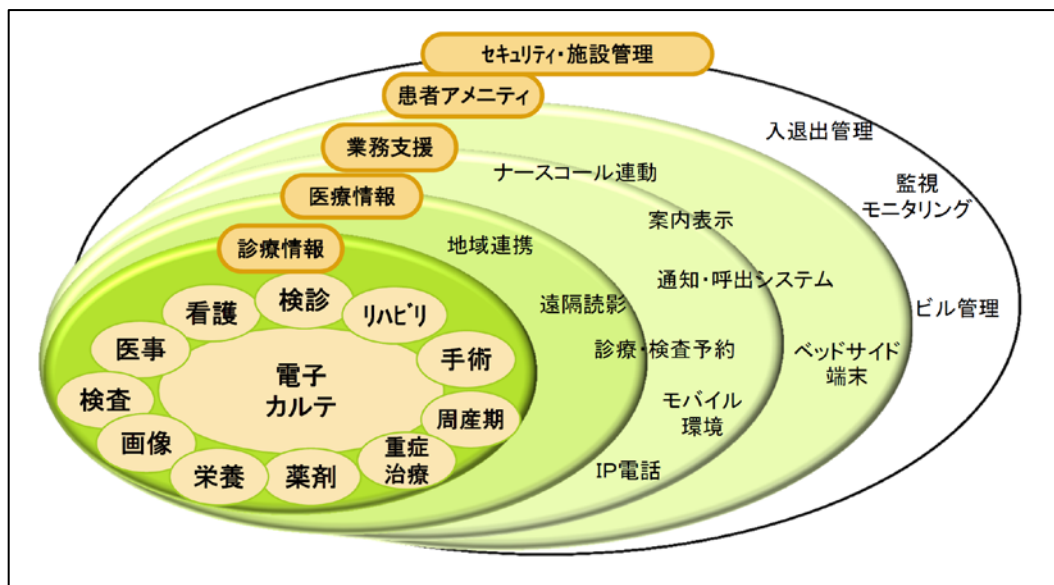 セキュリティ・施設管理
患者アメニティ
入退出管理
業務支援
ナースコール連動
監視
モニタリング
医療情報
案内表示
診療情報
地域連携
通知・呼出システム
検診
看護
リハビリ
遠隔読影
ビル管理
医事
手術
診療・検査予約
ベッドサイド
端末
電子
カルテ
検査
周産期
モバイル
環境
画像
重症
治療
栄養
薬剤
IP電話